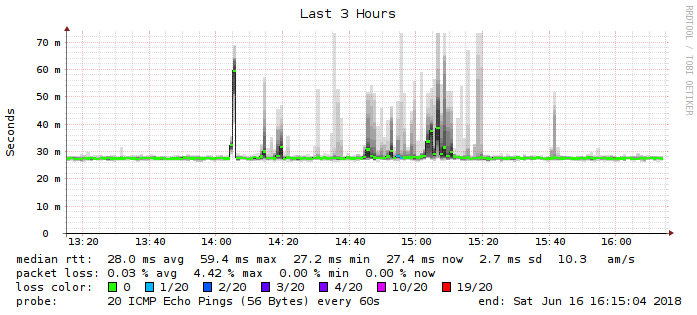 Last 3 Hours
RRDTOOL / TOBI OETIKER
Seconds
70 m
60 m
50 m
40 m
30 m
20 m
10 m
0
13:20 13:40 14:00 14:20 14:40 15:00 15:20 15:40 16:00
median rtt: 28.0 ms avg 59.4 ms max 27.2 ms min 27.4 ms now 2.7 ms sd 10.3 am/s
packet loss: 0.03 % avg 4.42 % max 0.00 % min 0.00 % now
loss color: 0 1/20 2/20 3/20 4/20 10/20 19/20
probe: 20 ICMP Echo Pings (56 Bytes) every 60s end: Sat Jun 16 16:15:04 2018